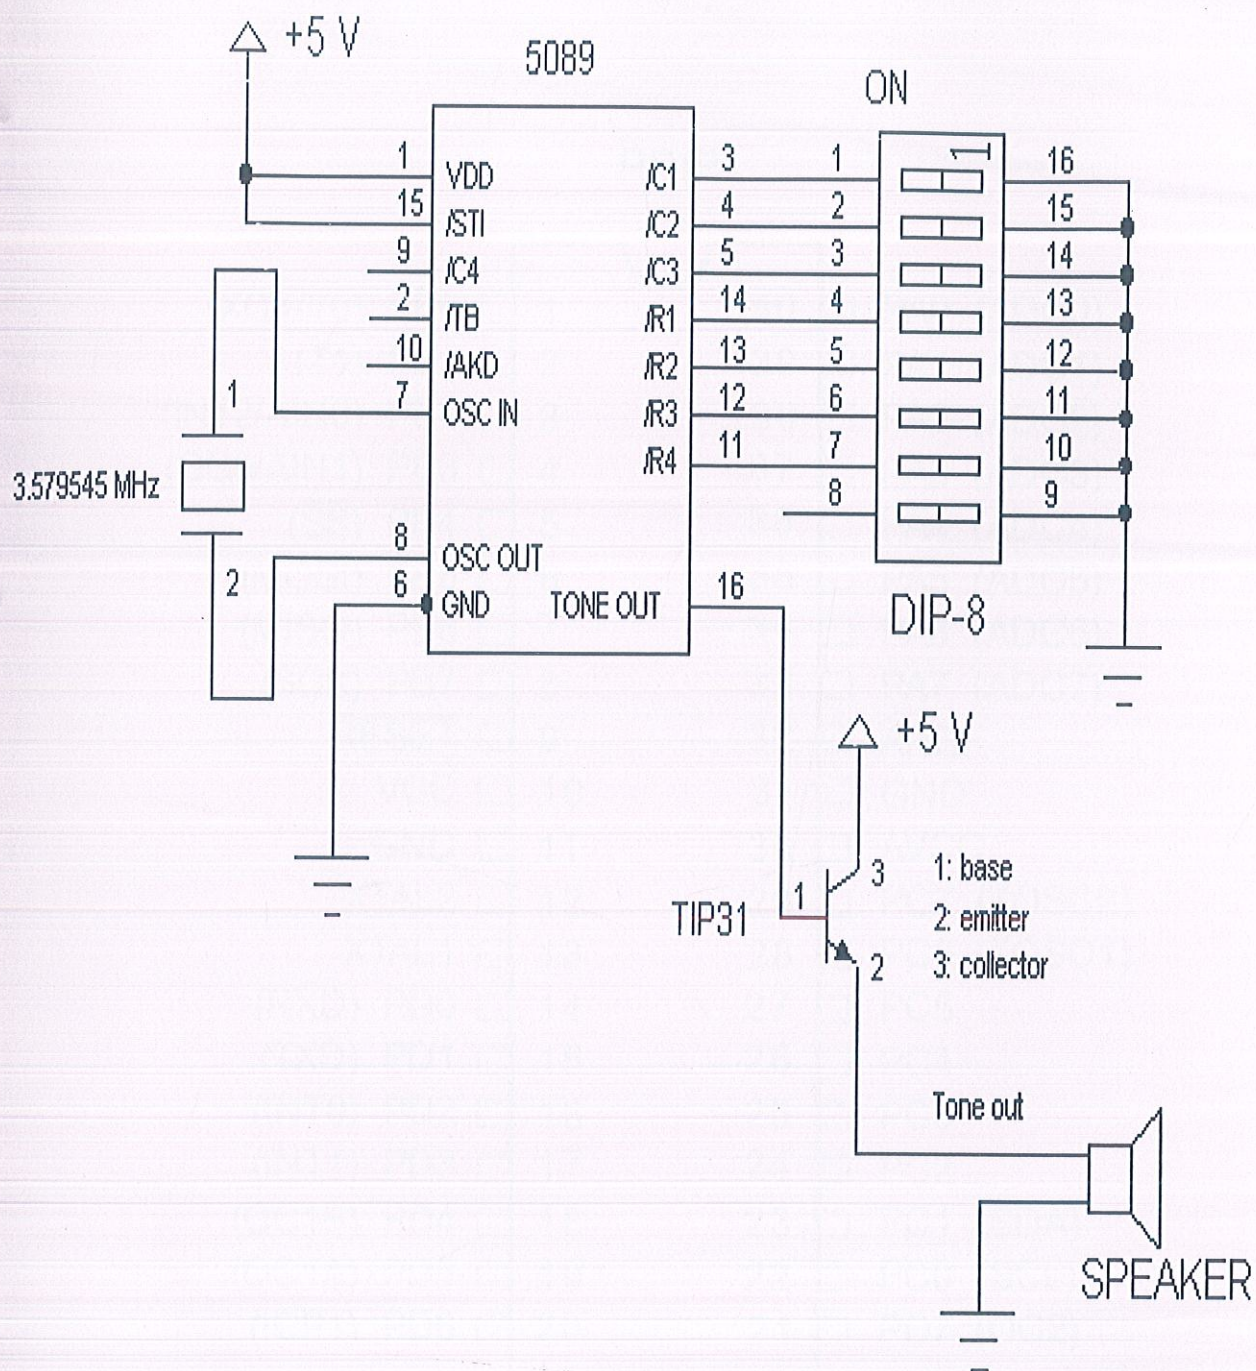 +5 V
5089
ON
1 VDD /C1 3 1 1 16
15 /STI /C2 4 2 15
9 /C4 /C3 5 3 14
2 /TB /R1 14 4 13
10 /AKD /R2 13 5 12
1 7 OSC IN /R3 12 6 11
/R4 11 7 10
3.579545 MHz
8 9
8 OSC OUT
2 6 GND TONE OUT 16
DIP-8
+5 V
TIP31 1 3
2
1: base
2: emitter
3: collector
Tone out
SPEAKER